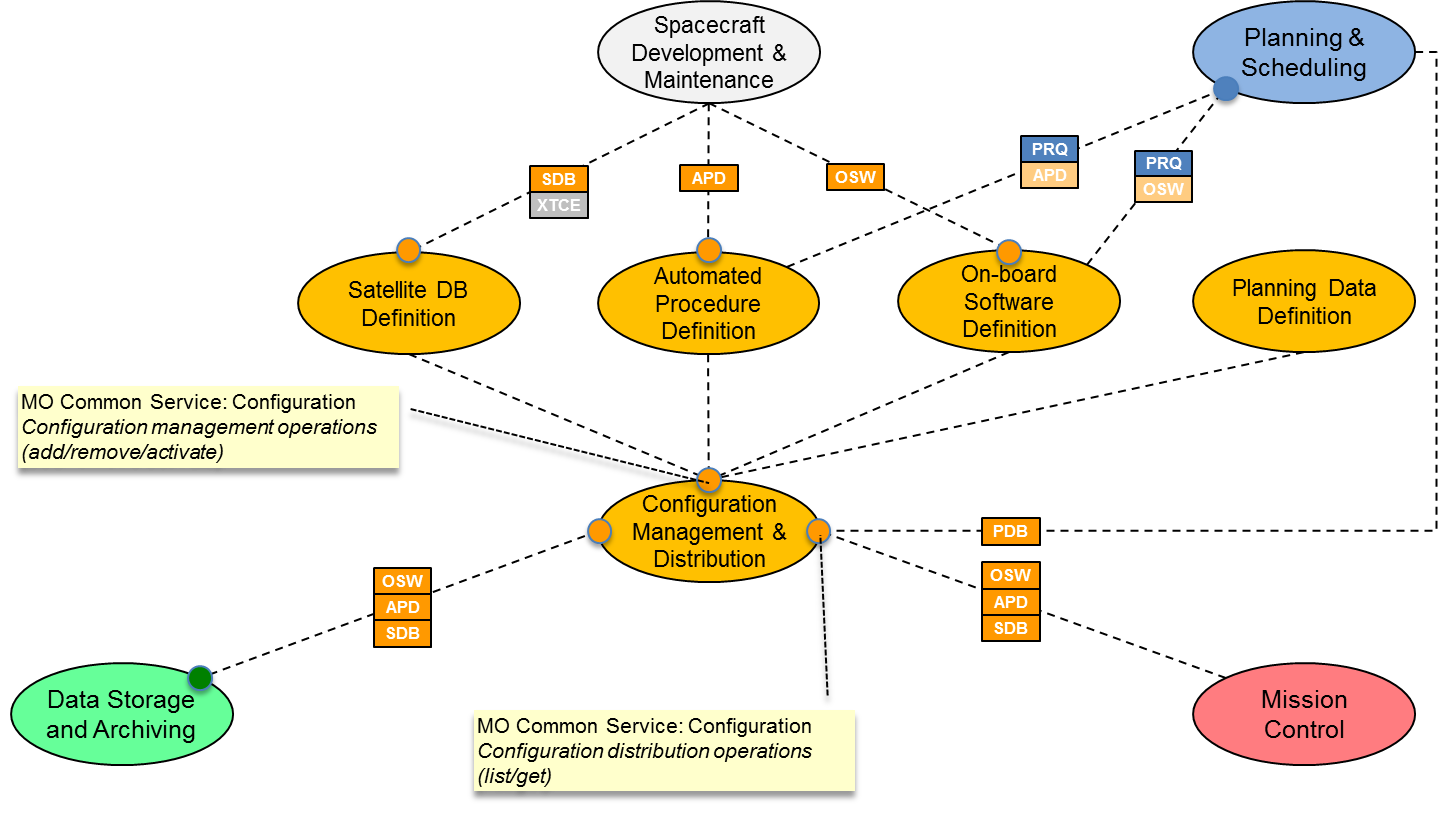 Spacecraft
Development &
Maintenance
Planning &
Scheduling
PRQ
APD
PRQ
OSW
SDB
XTCE
APD
OSW
Satellite DB
Definition
Automated
Procedure
Definition
On-board
Software
Definition
Planning Data
Definition
MO Common Service: Configuration
Configuration management operations
(add/remove/activate)
Configuration
Management &
Distribution
PDB
OSW
APD
SDB
OSW
APD
SDB
Data Storage
and Archiving
MO Common Service: Configuration
Configuration distribution operations
(list/get)
Mission
Control